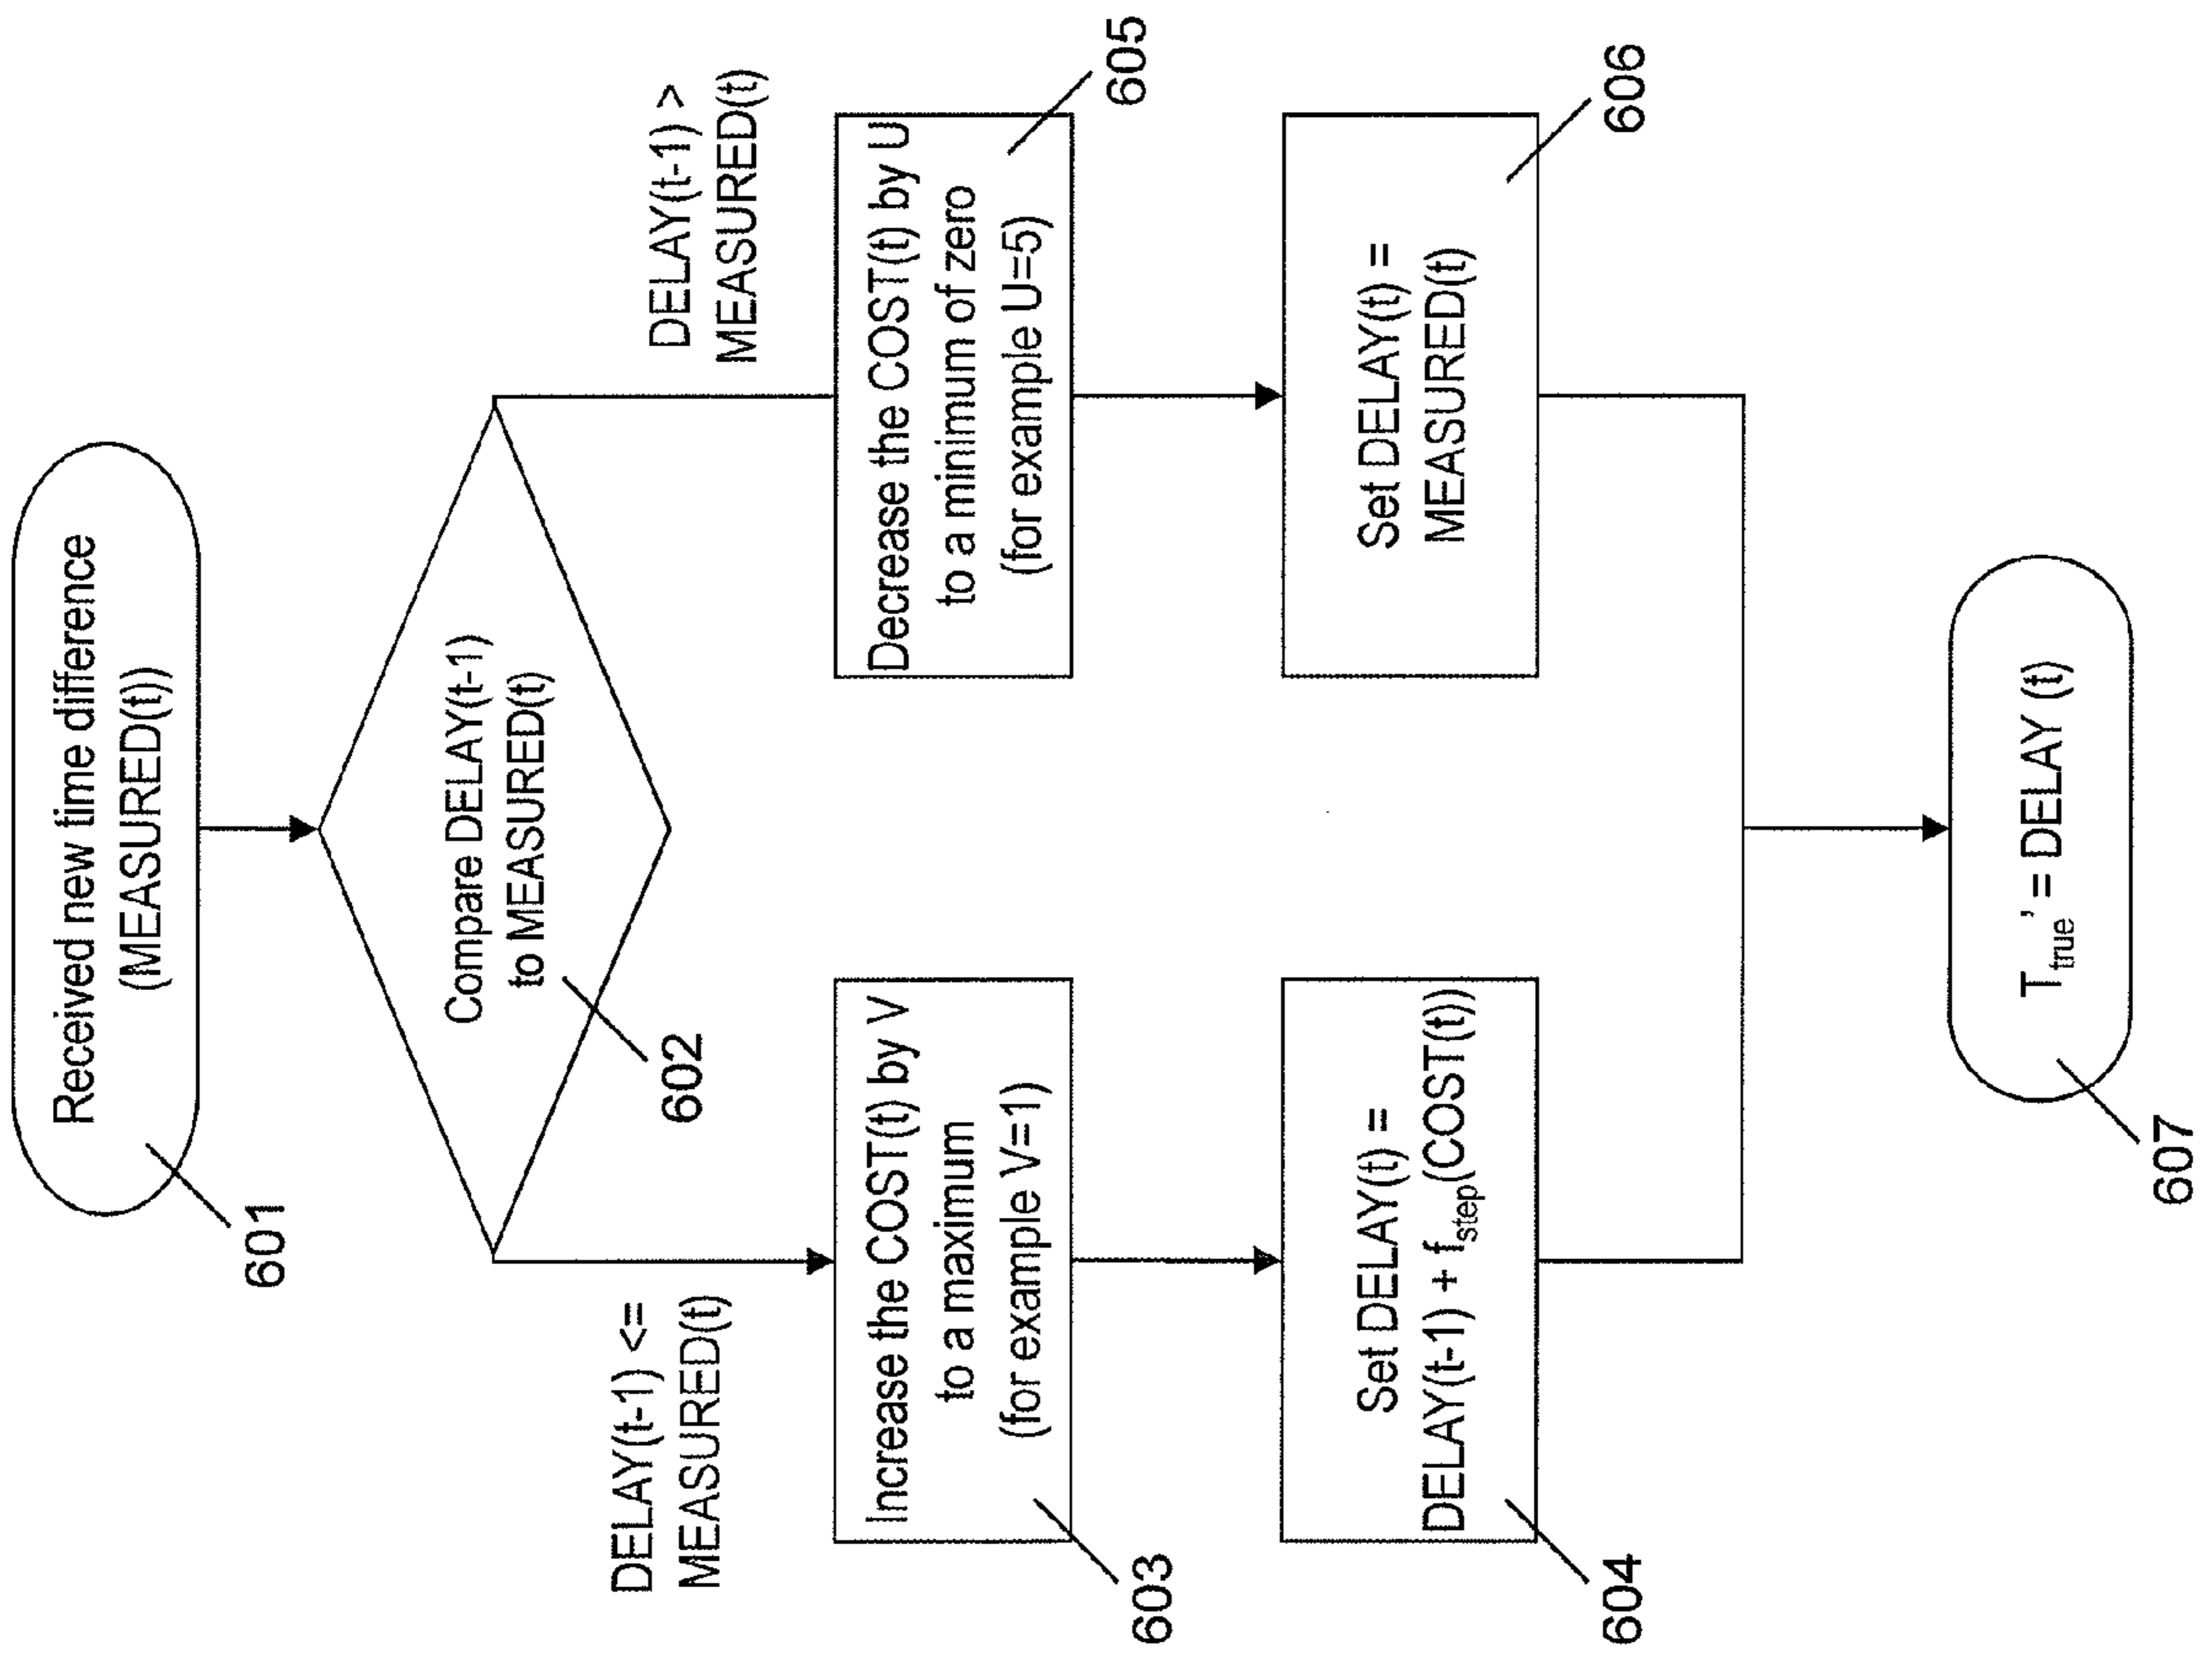 Received new time difference
(MEASURED(t))
601
Compare DELAY(t-1)
to MEASURED(t)
602
DELAY(t-1) <=
MEASURED(t)
DELAY(t-1) >
MEASURED(t)
Increase the COST(t) by V
to a maximum
(for example V=1)
603
Decrease the COST(t) by U
to a minimum of zero
(for example U=5)
605
Set DELAY(t) =
DELAY(t-1) + fstep(COST(t))
604
Set DELAY(t) =
MEASURED(t)
606
Ttrue' = DELAY (t)
607